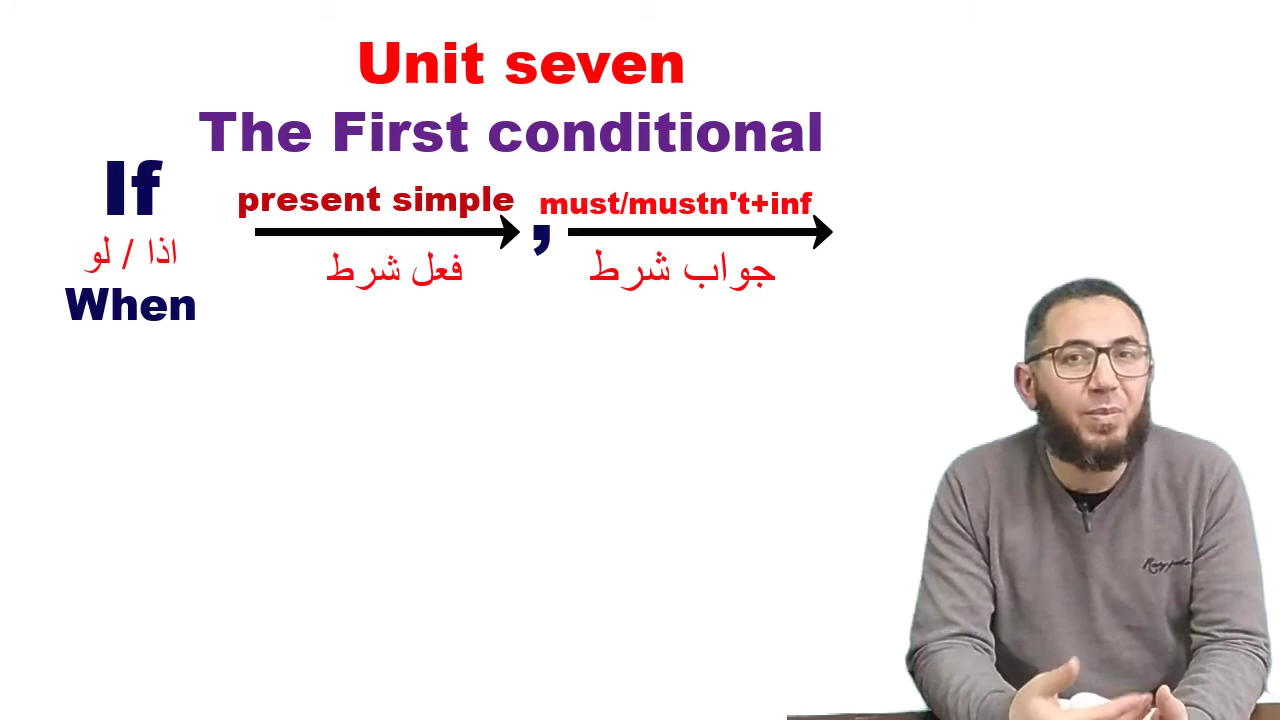 Unit seven
The First conditional
If present simple , must/mustn't+inf
اذا / لو فعل شرط جواب شرط
When